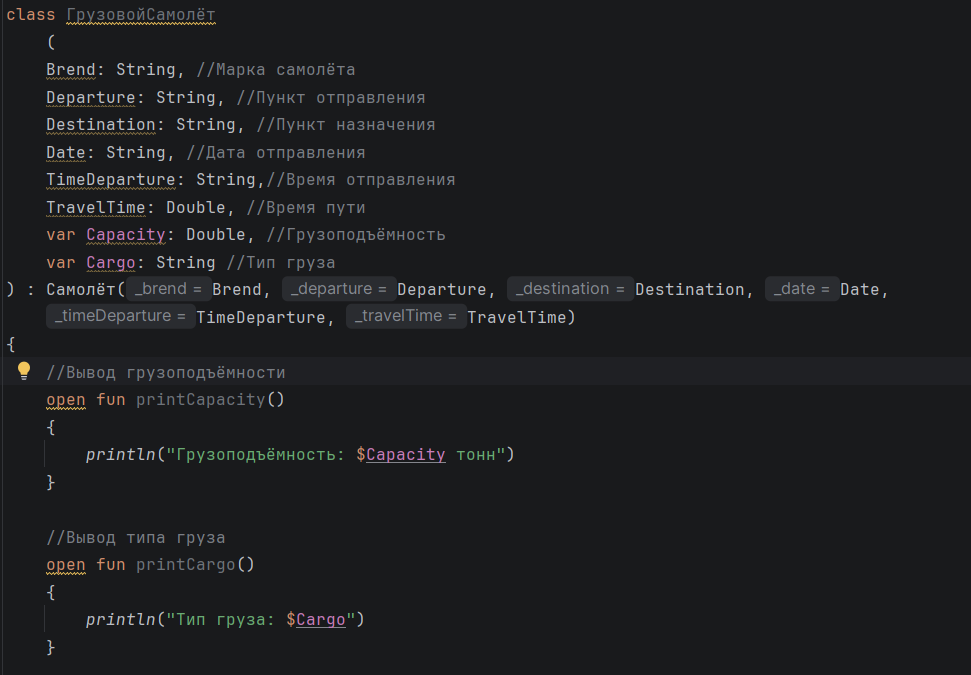 class ГрузовойСамолёт
(
Brend: String, //Марка самолёта
Departure: String, //Пункт отправления
Destination: String, //Пункт назначения
Date: String, //Дата отправления
TimeDeparture: String,//Время отправления
TravelTime: Double, //Время пути
var Capacity: Double, //Грузоподъёмность
var Cargo: String //Тип груза
) : Самолёт( _brend = Brend, _departure = Departure, _destination = Destination, _date = Date,
_timeDeparture = TimeDeparture, _travelTime = TravelTime)
{
//Вывод грузоподъёмности
open fun printCapacity()
{
println("Грузоподъёмность: $Capacity тонн")
}
//Вывод типа груза
open fun printCargo()
{
println("Тип груза: $Cargo")
}